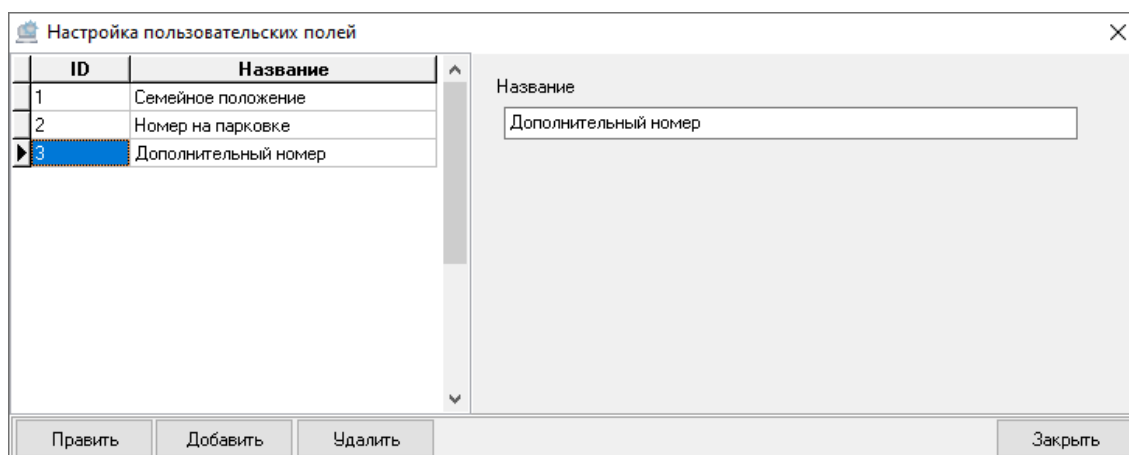 Настройка пользовательских полей
ID Название
1 Семейное положение
2 Номер на парковке
3 Дополнительный номер
Название
Дополнительный номер
Править Добавить Удалить Закрыть